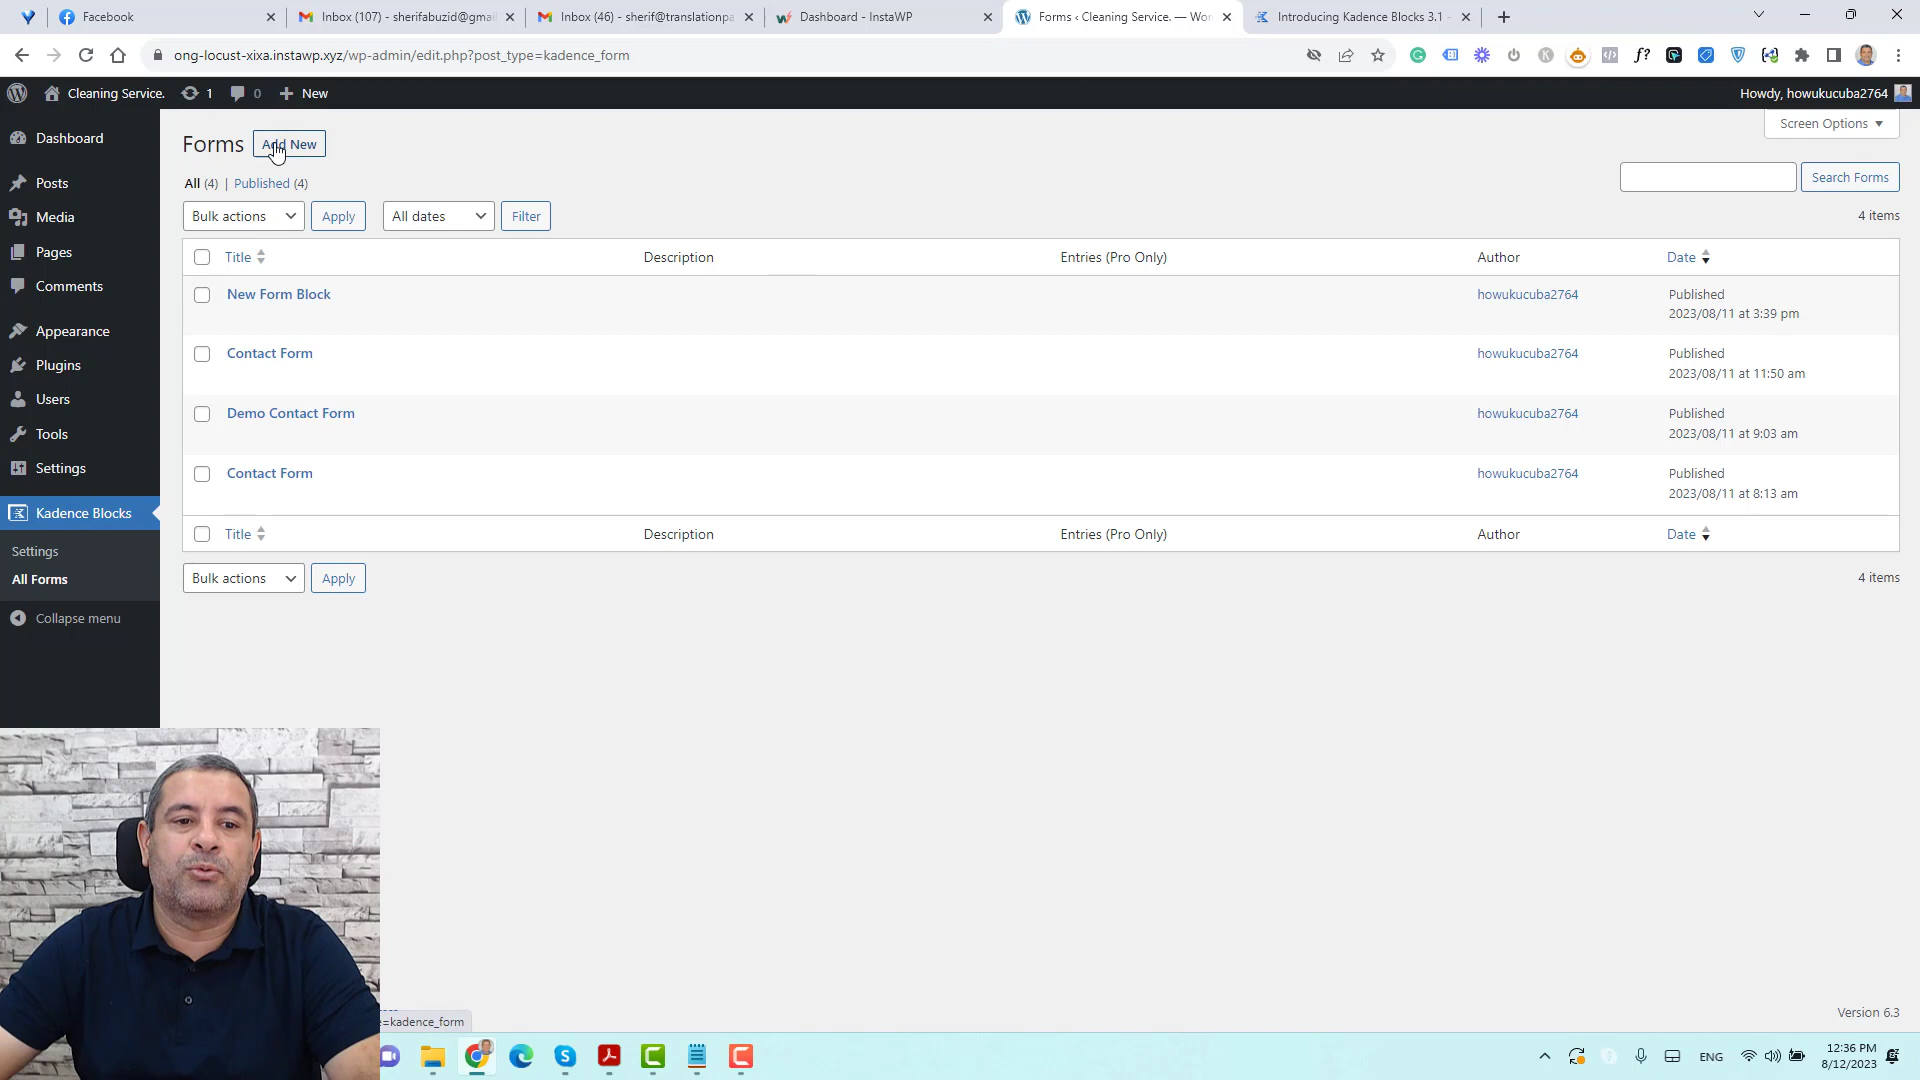 Facebook
Inbox (107) - sherifabuzid@gmai
Inbox (46) - sherif@translationpa
Dashboard - InstaWP
Forms ‹ Cleaning Service. — Wor
Introducing Kadence Blocks 3.1 -
ong-locust-xixa.instawp.xyz/wp-admin/edit.php?post_type=kadence_form
Cleaning Service. 1 0 New
Howdy, howukucuba2764
Dashboard
Posts
Media
Pages
Comments
Appearance
Plugins
Users
Tools
Settings
Kadence Blocks
Settings
All Forms
Collapse menu
Forms Add New
Screen Options
All (4) | Published (4)
Search Forms
Bulk actions Apply All dates Filter
4 items
Title Description Entries (Pro Only) Author Date
New Form Block howukucuba2764 Published
2023/08/11 at 3:39 pm
Contact Form howukucuba2764 Published
2023/08/11 at 11:50 am
Demo Contact Form howukucuba2764 Published
2023/08/11 at 9:03 am
Contact Form howukucuba2764 Published
2023/08/11 at 8:13 am
Title Description Entries (Pro Only) Author Date
Bulk actions Apply
4 items
Version 6.3
=kadence_form
ENG
12:36 PM
8/12/2023